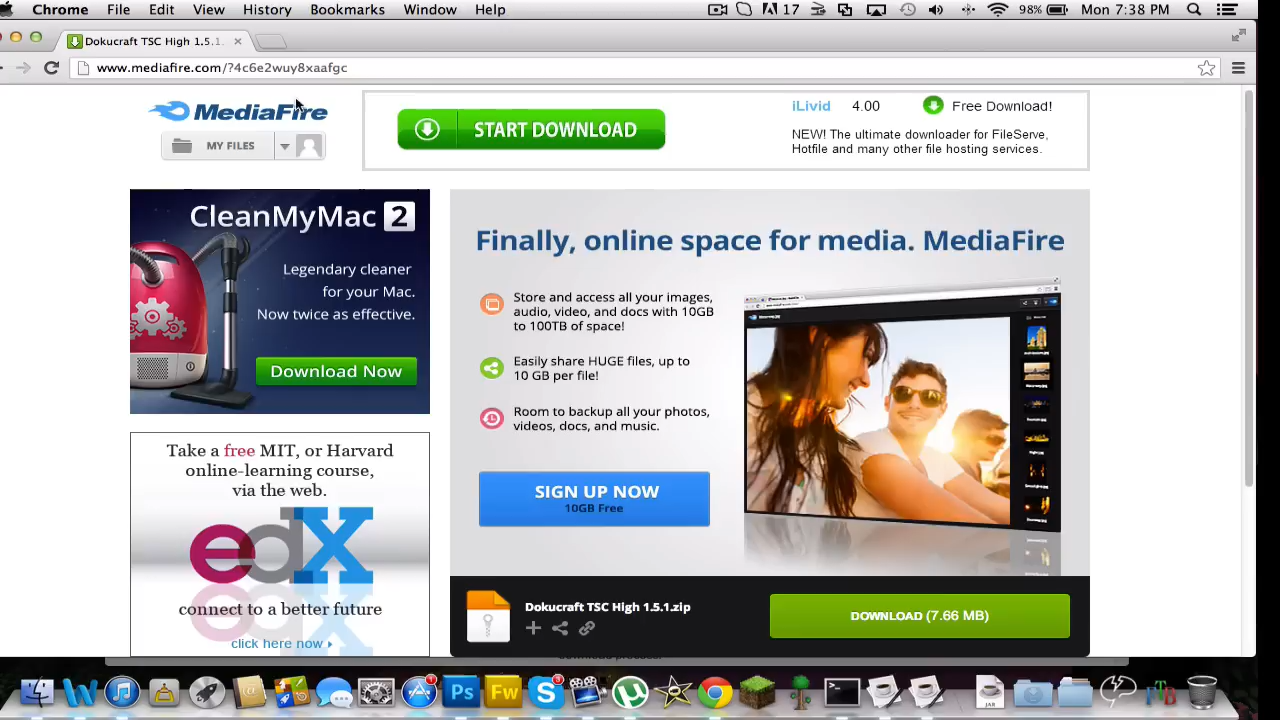 Chrome File Edit View History Bookmarks Window Help 17 98% Mon 7:38 PM
Dokucraft TSC High 1.5.1.
www.mediafire.com/?4c6e2wuy8xaafgc
MediaFire
MY FILES
START DOWNLOAD
iLivid 4.00 Free Download!
NEW! The ultimate downloader for FileServe,
Hotfile and many other file hosting services.
CleanMyMac 2
Legendary cleaner
for your Mac.
Now twice as effective.
Download Now
Take a free MIT, or Harvard
online-learning course,
via the web.
edX
connect to a better future
click here now
Finally, online space for media. MediaFire
Store and access all your images,
audio, video, and docs with 10GB
to 100TB of space!
Easily share HUGE files, up to
10 GB per file!
Room to backup all your photos,
videos, docs, and music.
SIGN UP NOW
10GB Free
Dokucraft TSC High 1.5.1.zip
DOWNLOAD (7.66 MB)
W 1 Ps Fw S 3 JAR FTB